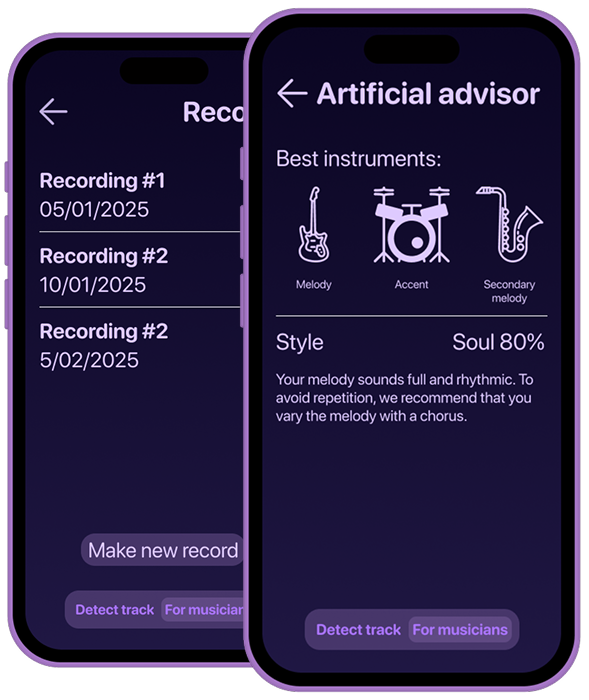 Reco
Recording #1
05/01/2025
Recording #2
10/01/2025
Recording #2
5/02/2025
Make new record
Detect track
For musician
Artificial advisor
Best instruments:
Melody
Accent
Secondary
melody
Style
Soul 80%
Your melody sounds full and rhythmic. To
avoid repetition, we recommend that you
vary the melody with a chorus.
Detect track
For musicians